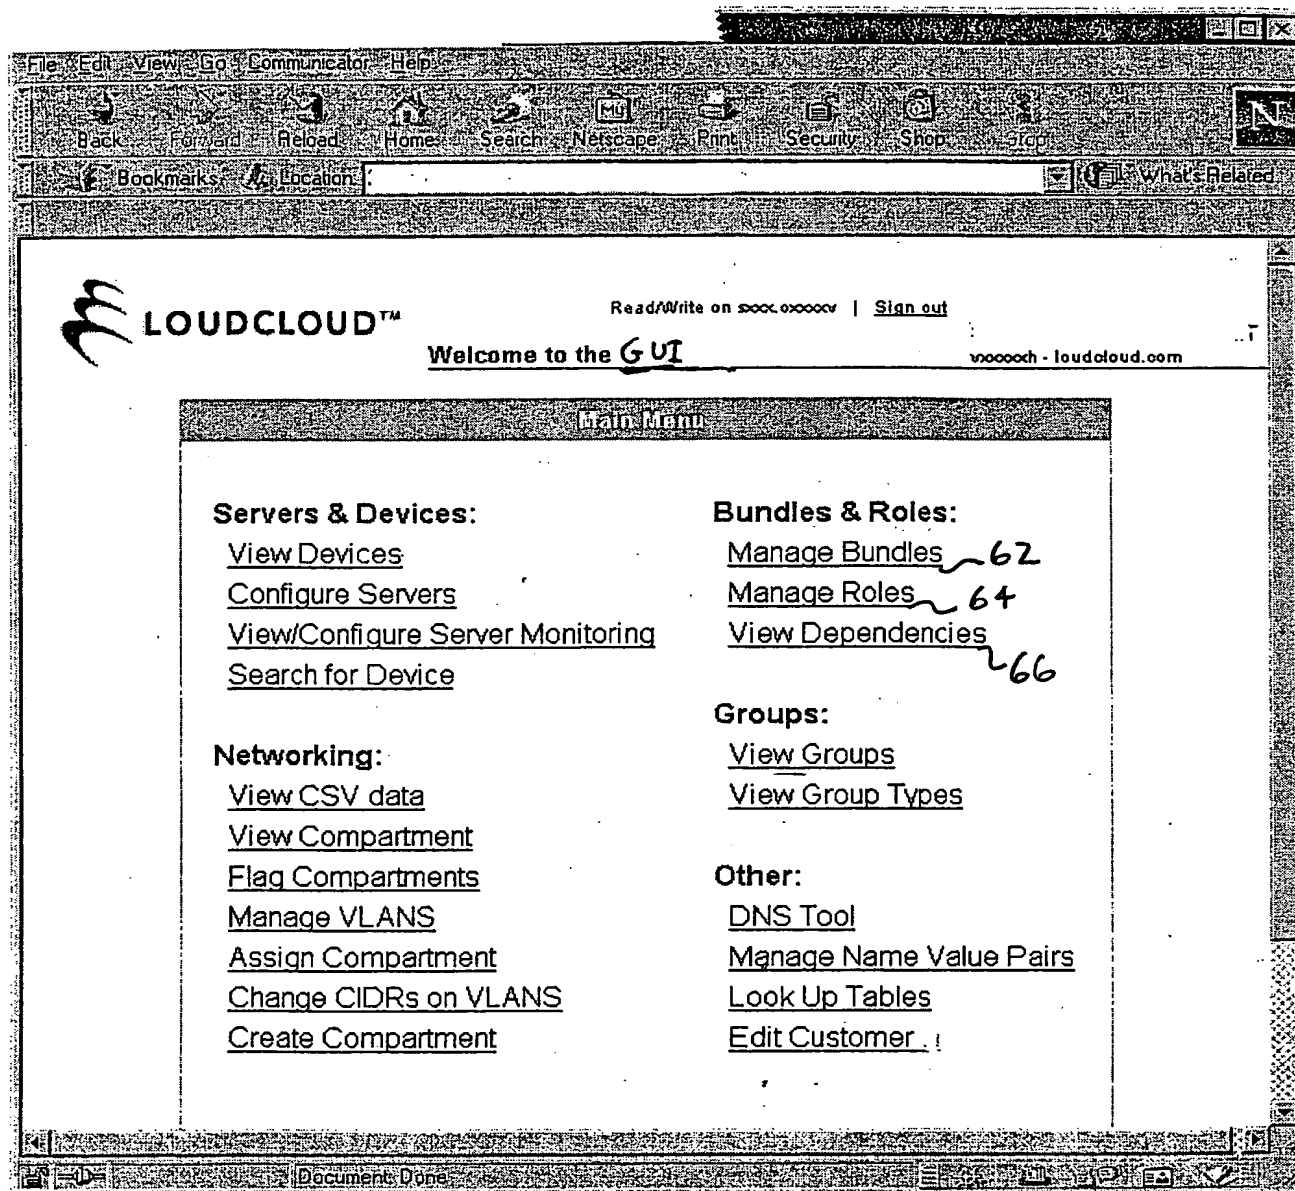 File Edit View Go Communicator Help
Back Forward Reload Home Search Netscape Print Security Shop Stop
Bookmarks Location: What's Related
LOUDCLOUD™
Read/Write on | Sign out
Welcome to the GUI
- loudcloud.com
Main Menu
Servers & Devices:
View Devices
Configure Servers
View/Configure Server Monitoring
Search for Device
Networking:
View CSV data
View Compartment
Flag Compartments
Manage VLANS
Assign Compartment
Change CIDRs on VLANS
Create Compartment
Bundles & Roles:
Manage Bundles 62
Manage Roles 64
View Dependencies
66
Groups:
View Groups
View Group Types
Other:
DNS Tool
Manage Name Value Pairs
Look Up Tables
Edit Customer
Document: Done